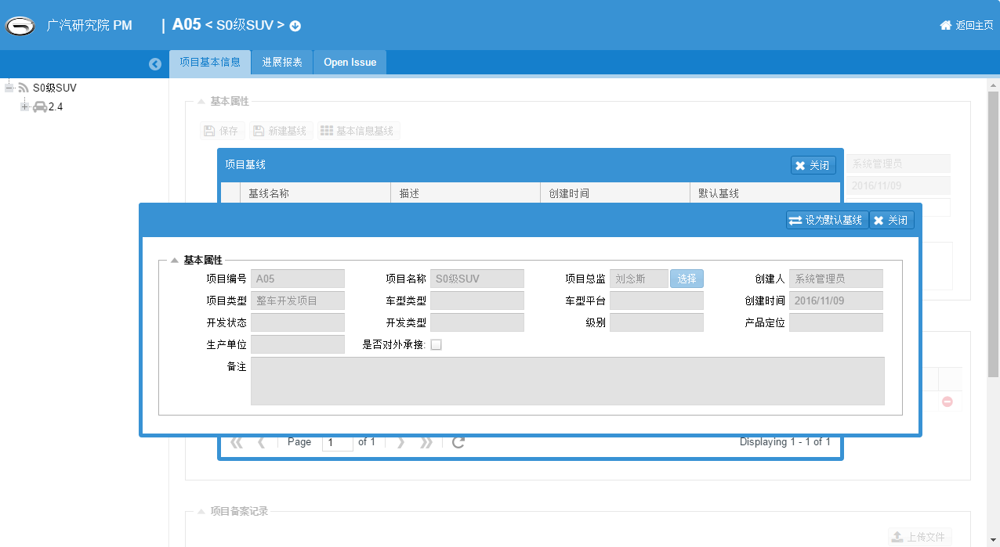 广汽研究院 PM
| A05 < S0级SUV >
返回主页
项目基本信息 进展报表 Open Issue
S0级SUV
2.4
基本属性
保存 新建基线 基本信息基线
项目基线 关闭
系统管理员
2016/11/09
基线名称 描述 创建时间 默认基线
设为默认基线 关闭
基本属性
项目编号 A05 项目名称 S0级SUV 项目总监 刘念斯 选择 创建人 系统管理员
项目类型 整车开发项目 车型类型 车型平台 创建时间 2016/11/09
开发状态 开发类型 级别 产品定位
生产单位 是否对外承接:
备注
Page 1 of 1 Displaying 1 - 1 of 1
项目备案记录
上传文件